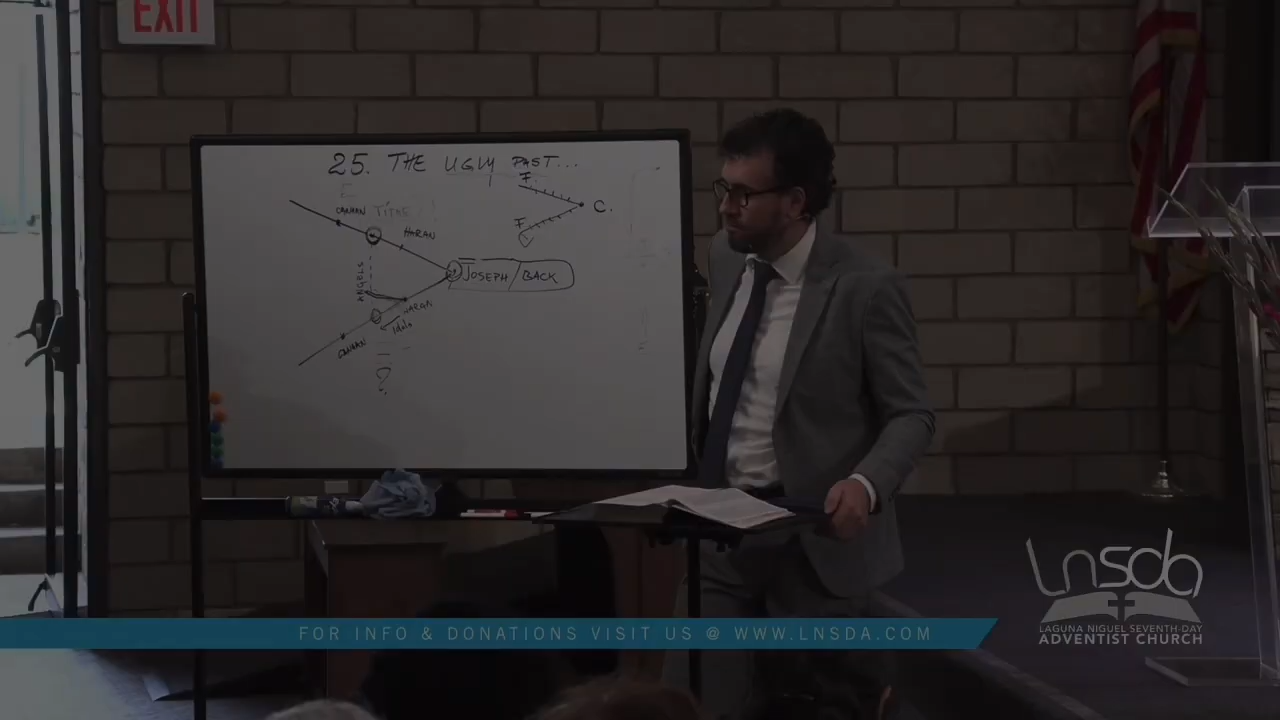 EXIT
25. THE UGLY PAST...
F.
C.
F
CANAAN TITHE
HARAN
ANGELS
JOSEPH / BACK
HARAN
Idols
CANAAN
?
FOR INFO & DONATIONS VISIT US @ WWW.LNSDA.COM
Lnsda
LAGUNA NIGUEL SEVENTH-DAY
ADVENTIST CHURCH